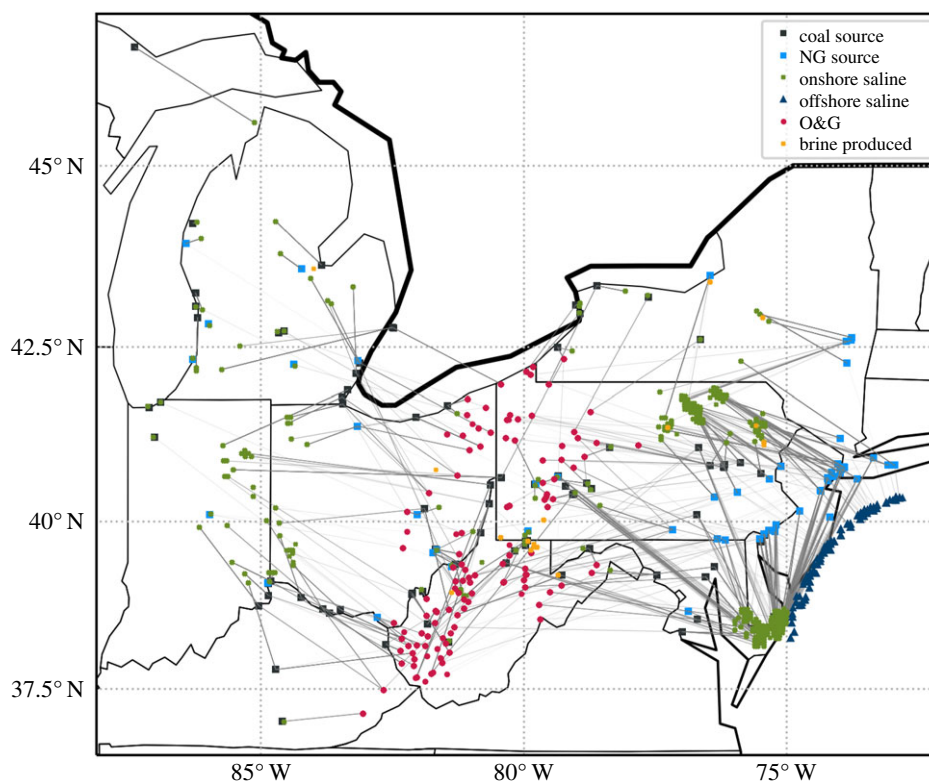 coal source
NG source
onshore saline
offshore saline
O&G
brine produced
45° N
42.5° N
40° N
37.5° N
85° W
80° W
75° W